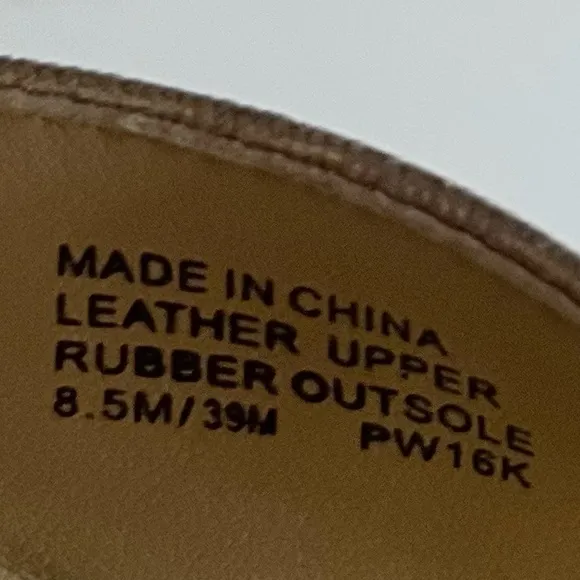 MADE IN CHINA
LEATHER UPPER
RUBBER OUTSOLE
8.5M/39M PW16K